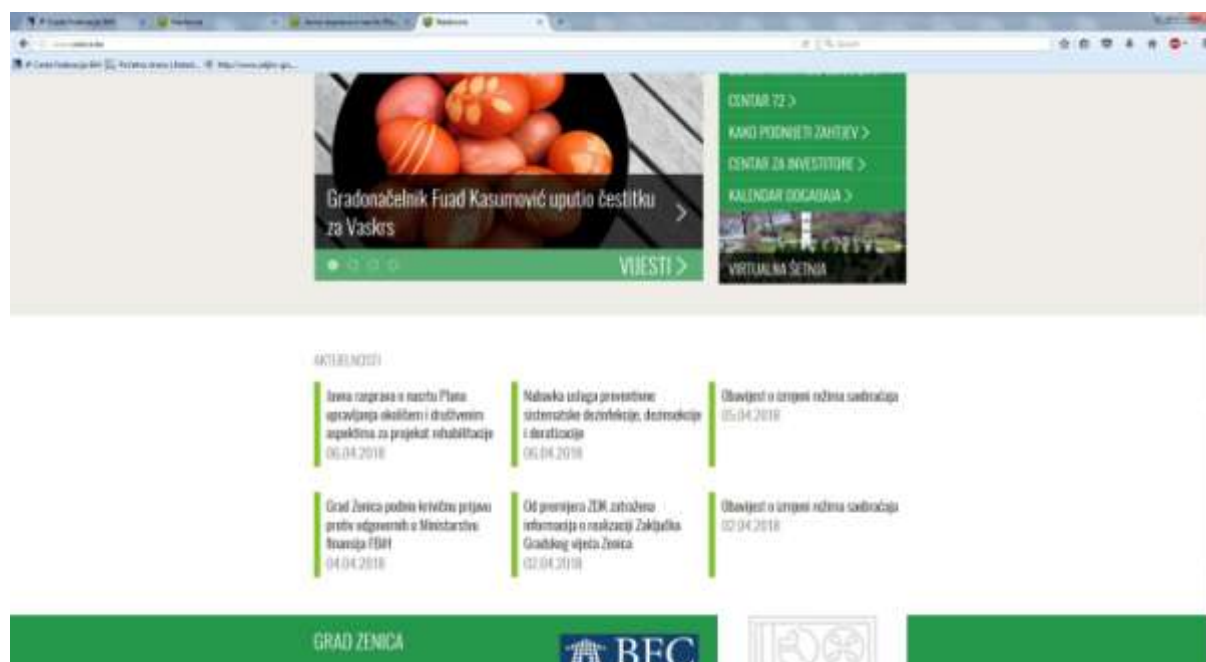 CENTAR 72 >
KAKO PODNIJETI ZAHTJEV >
CENTAR ZA INVESTITORE >
KALENDAR DOGAĐAJA >
Gradonačelnik Fuad Kasumović uputio čestitku
za Vaskrs
VIJESTI >
VIRTUALNA ŠETNJA
AKTUELNOSTI
Javna rasprava o nacrtu Plana
upravljanja okolišem i društvenim
aspektima za projekat rehabilitacije
06.04.2018
Nabavka usluga preventivne
sistematske dezinfekcije, dezinsekcije
i deratizacije
06.04.2018
Obavijest o izmjeni režima saobraćaja
05.04.2018
Grad Zenica podnio krivičnu prijavu
protiv odgovornih u Ministarstvu
finansija FBiH
04.04.2018
Od premijera ZDK zatražena
informacija o realizaciji Zaključka
Gradskog vijeća Zenica
02.04.2018
Obavijest o izmjeni režima saobraćaja
02.04.2018
GRAD ZENICA
BFC